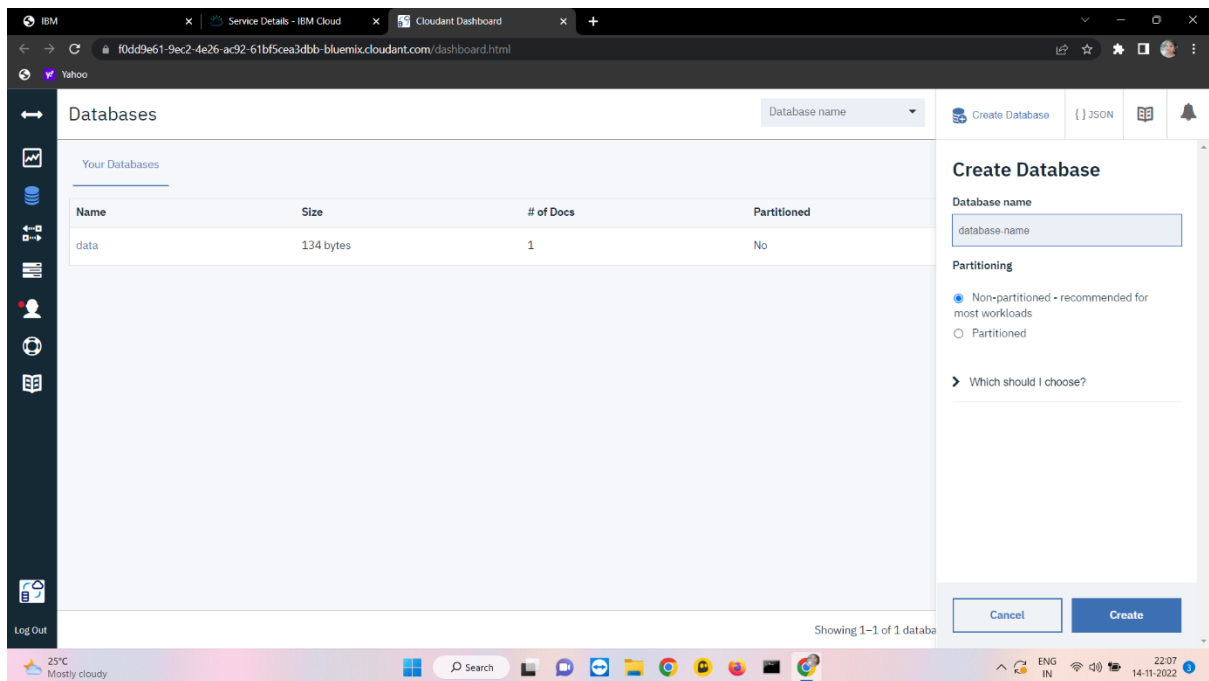 IBM
Service Details - IBM Cloud
Cloudant Dashboard
f0dd9e61-9ec2-4e26-ac92-61bf5cea3dbb-bluemix.cloudant.com/dashboard.html
Yahoo
Databases
Database name
Create Database
{ } JSON
Your Databases
Name Size # of Docs Partitioned
data 134 bytes 1 No
Create Database
Database name
database-name
Partitioning
Non-partitioned - recommended for
most workloads
Partitioned
Which should I choose?
Cancel
Create
Log Out
Showing 1–1 of 1 databa
25°C
Mostly cloudy
Search
ENG
IN
22:07
14-11-2022
3